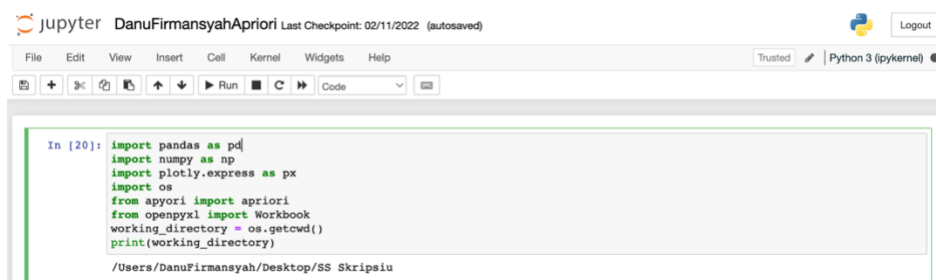 jupyter DanuFirmansyahApriori Last Checkpoint: 02/11/2022 (autosaved)
Logout
File Edit View Insert Cell Kernel Widgets Help
Trusted Python 3 (ipykernel)
Run Code
In [20]: import pandas as pd
import numpy as np
import plotly.express as px
import os
from apyori import apriori
from openpyxl import Workbook
working_directory = os.getcwd()
print(working_directory)
/Users/DanuFirmansyah/Desktop/SS Skripsiu